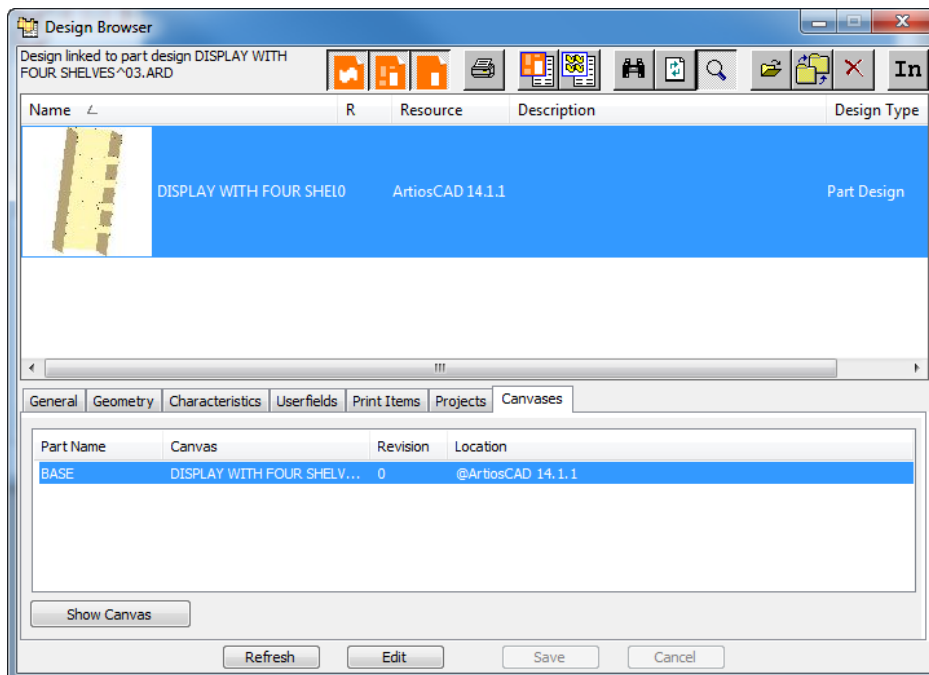 Design Browser
Design linked to part design DISPLAY WITH
FOUR SHELVES^03.ARD
In
Name R Resource Description Design Type
DISPLAY WITH FOUR SHEL0 ArtiosCAD 14.1.1 Part Design
General Geometry Characteristics Userfields Print Items Projects Canvases
Part Name Canvas Revision Location
BASE DISPLAY WITH FOUR SHELV... 0 @ArtiosCAD 14.1.1
Show Canvas
Refresh Edit Save Cancel